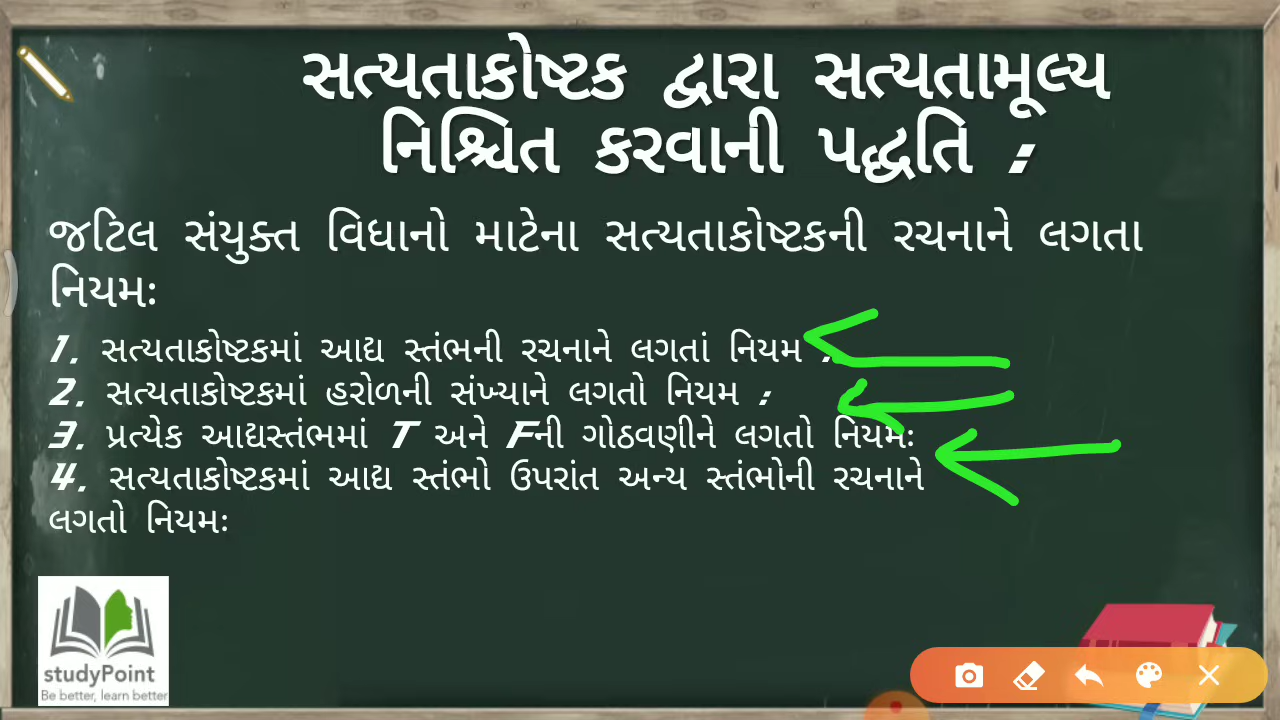 સત્યતાકોષ્ટક દ્વારા સત્યતામૂલ્ય
નિશ્ચિત કરવાની પદ્ધતિ :
જટિલ સંયુક્ત વિધાનો માટેના સત્યતાકોષ્ટકની રચનાને લગતા
નિયમઃ
1. સત્યતાકોષ્ટકમાં આદ્ય સ્તંભની રચનાને લગતાં નિયમ :
2. સત્યતાકોષ્ટકમાં હરોળની સંખ્યાને લગતો નિયમ :
3. પ્રત્યેક આદ્યસ્તંભમાં T અને Fની ગોઠવણીને લગતો નિયમઃ
4. સત્યતાકોષ્ટકમાં આદ્ય સ્તંભો ઉપરાંત અન્ય સ્તંભોની રચનાને
લગતો નિયમઃ
studyPoint
Be better, learn better